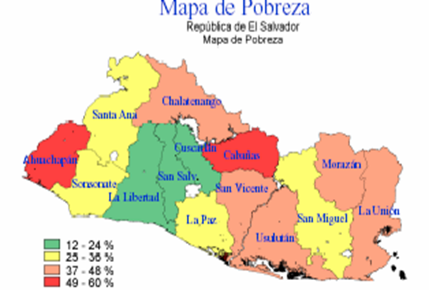 Mapa de Pobreza
República de El Salvador
Mapa de Pobreza
Chalatenango
Santa Ana
Cuscatlán
Ahuachapan
Cabañas
Morazán
Sonsonate
San Salv.
San Vicente
La Libertad
La Paz
San Miguel
La Unión
Usulután
12 - 24 %
25 - 36 %
37 - 48 %
49 - 60 %